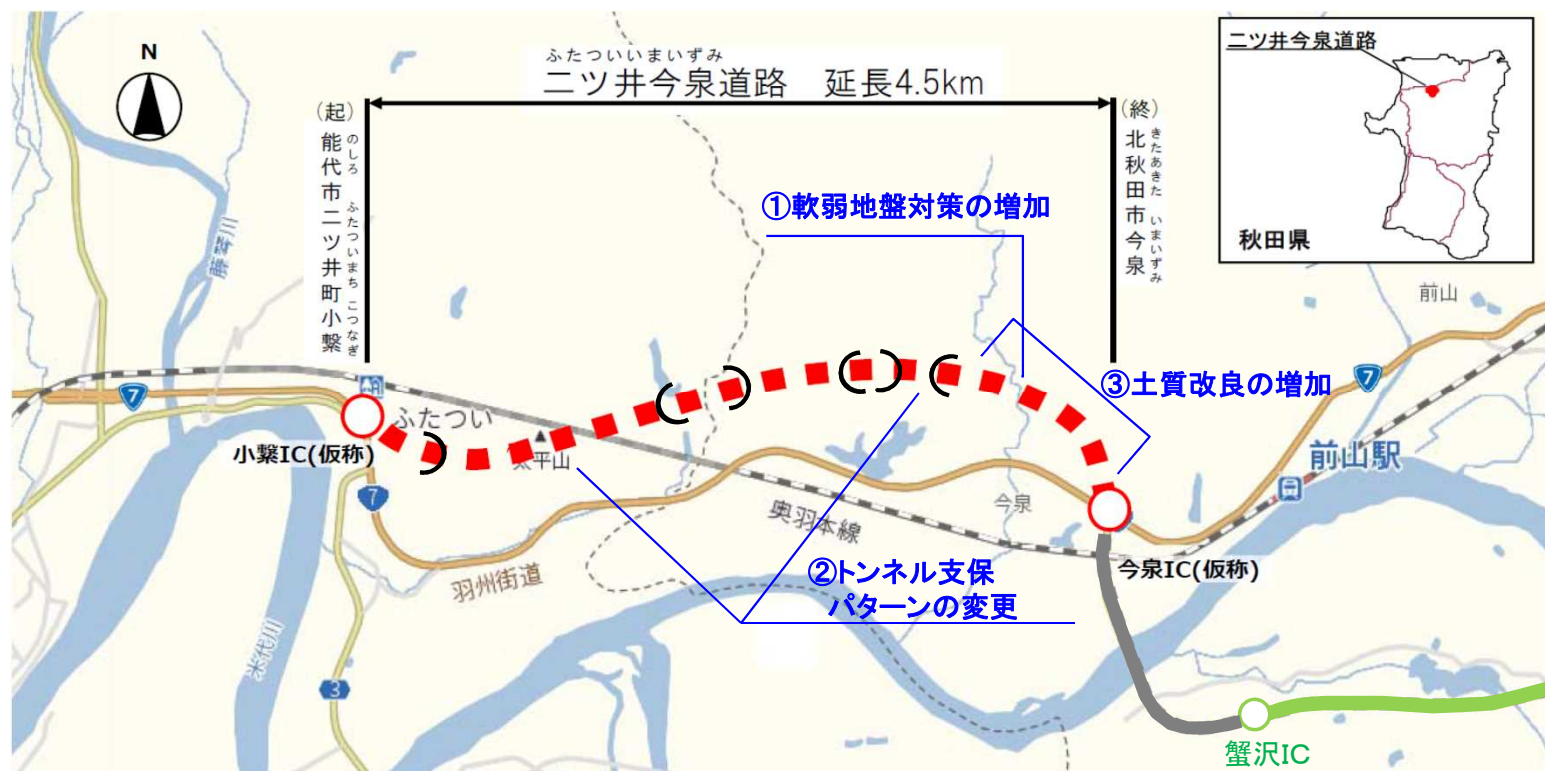 N
ふたついいまいずみ
二ツ井今泉道路　延長4.5km
(起)
能代市二ツ井町小繋
のしろ　ふたついまち こつなぎ
(終)
北秋田市今泉
きたあきた　いまいずみ
二ツ井今泉道路
秋田県
①軟弱地盤対策の増加
③土質改良の増加
②トンネル支保
パターンの変更
藤琴川
前山
7
7
ふたつい
小繋IC(仮称)
太平山
7
前山駅
今泉
奥羽本線
今泉IC(仮称)
羽州街道
米代川
3
蟹沢IC